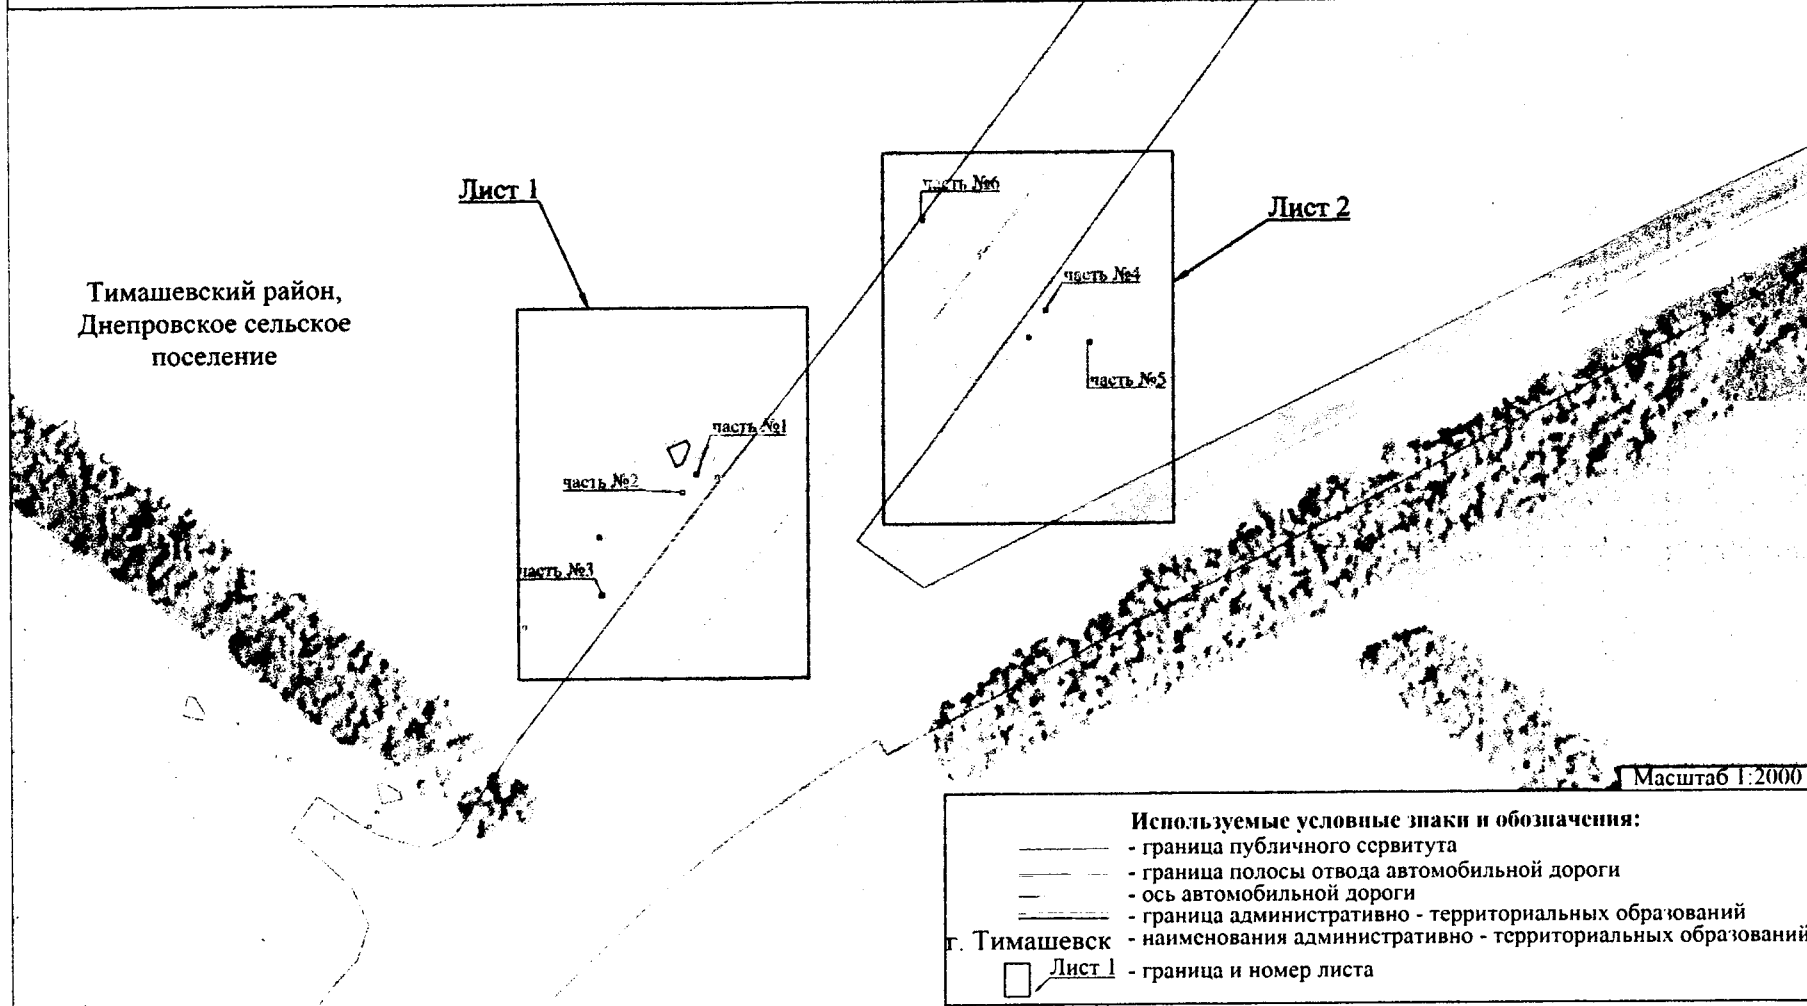 Лист 1
часть №6
Лист 2
часть №4
Тимашевский район,
Днепровское сельское
поселение
часть №5
часть №1
часть №2
часть №3
Масштаб 1:2000
Используемые условные знаки и обозначения:
- граница публичного сервитута
- граница полосы отвода автомобильной дороги
- ось автомобильной дороги
- граница административно - территориальных образований
г. Тимашевск - наименования административно - территориальных образований
Лист 1 - граница и номер листа